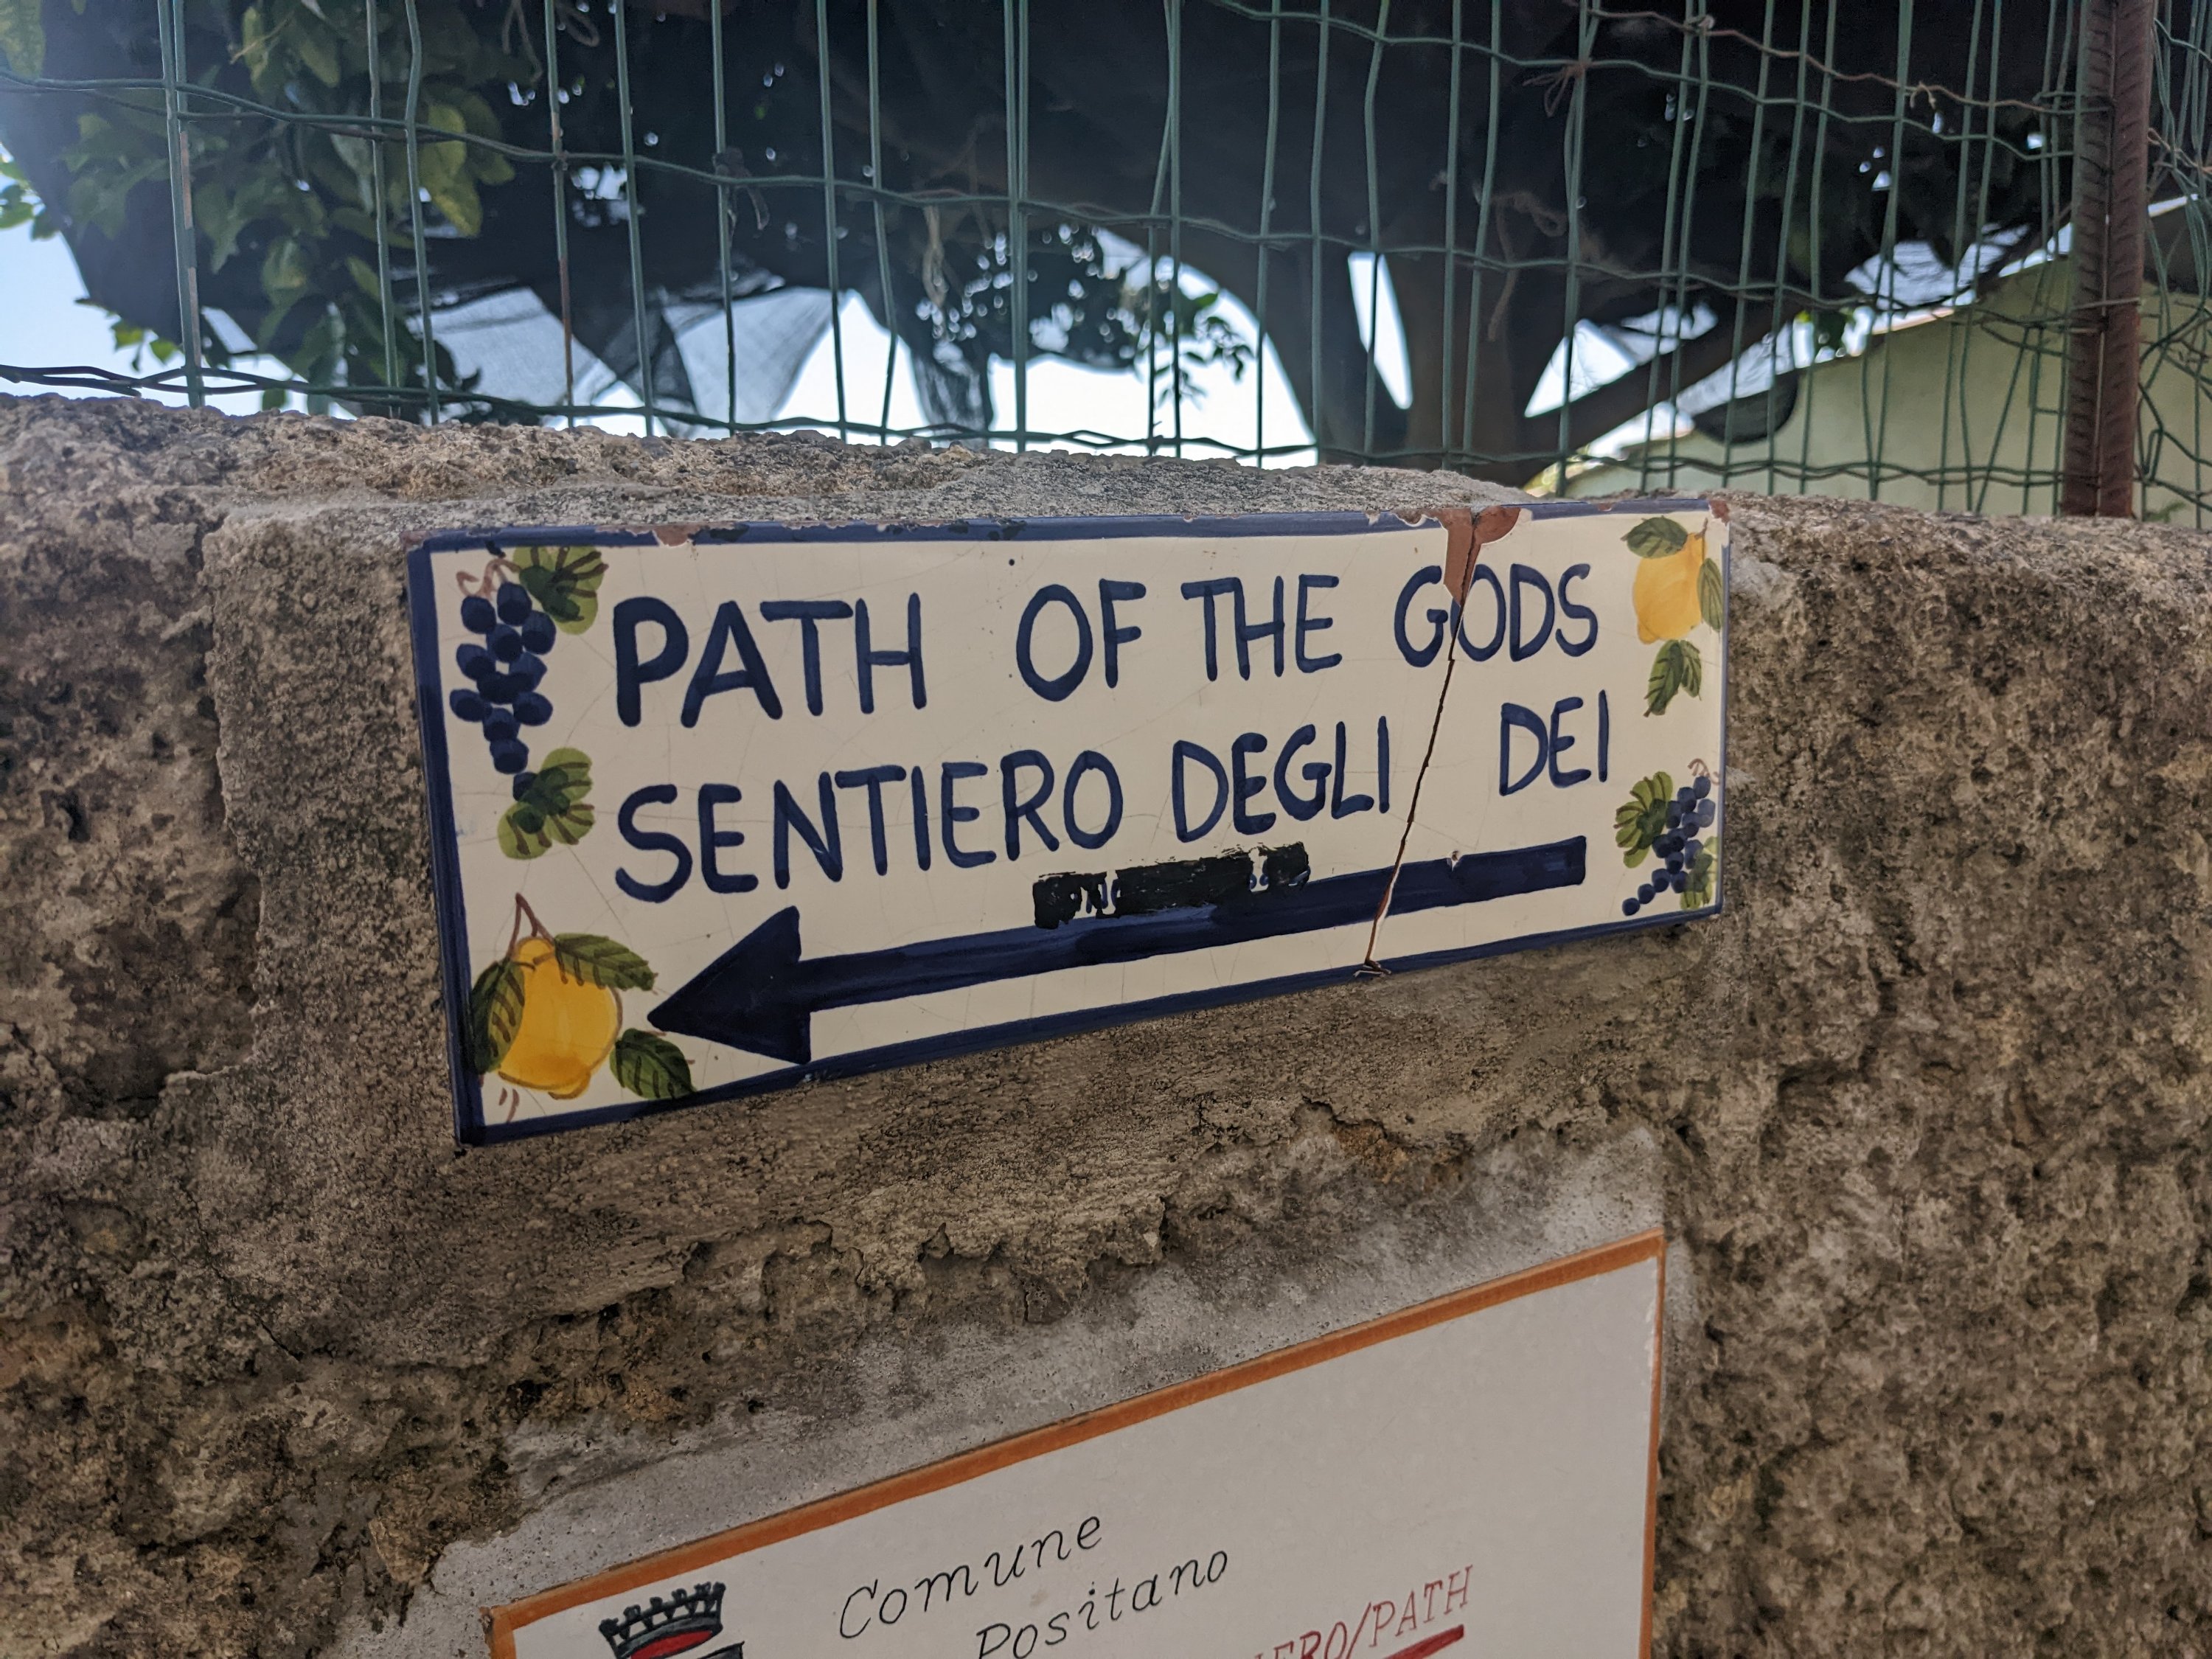 PATH OF THE GODS
SENTIERO DEGLI DEI
Comune
Positano